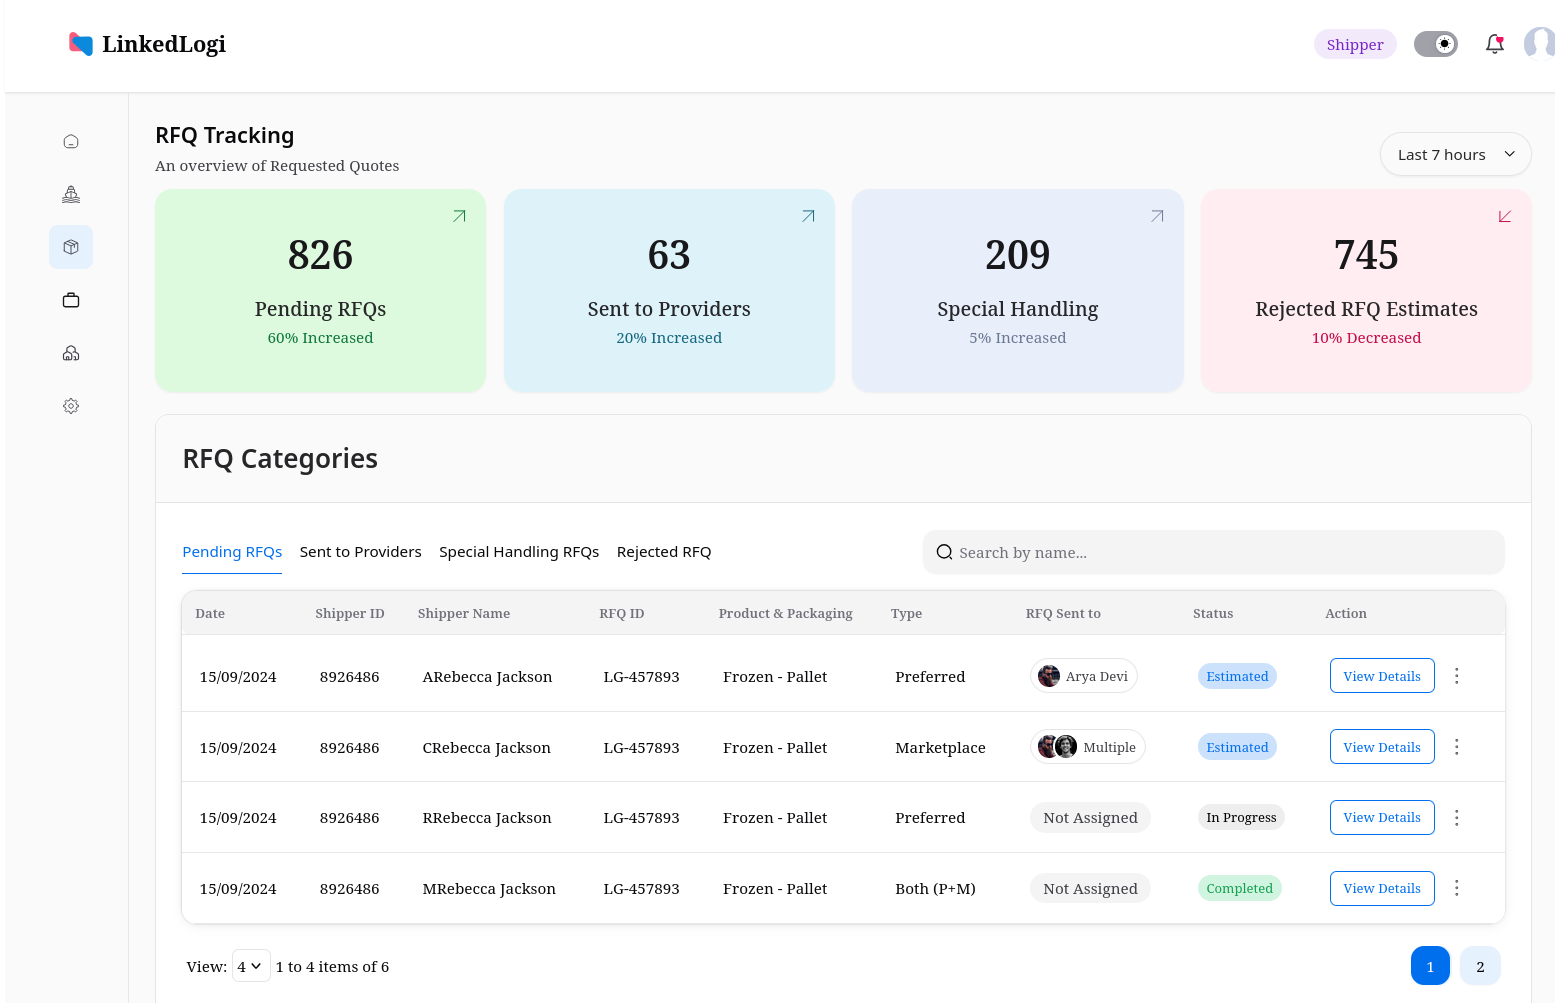 LinkedLogi
Shipper
RFQ Tracking
An overview of Requested Quotes
Last 7 hours
826
Pending RFQs
60% Increased
63
Sent to Providers
20% Increased
209
Special Handling
5% Increased
745
Rejected RFQ Estimates
10% Decreased
RFQ Categories
Pending RFQs Sent to Providers Special Handling RFQs Rejected RFQ
Search by name...
Date Shipper ID Shipper Name RFQ ID Product & Packaging Type RFQ Sent to Status Action
15/09/2024 8926486 ARebecca Jackson LG-457893 Frozen - Pallet Preferred Arya Devi Estimated View Details
15/09/2024 8926486 CRebecca Jackson LG-457893 Frozen - Pallet Marketplace Multiple Estimated View Details
15/09/2024 8926486 RRebecca Jackson LG-457893 Frozen - Pallet Preferred Not Assigned In Progress View Details
15/09/2024 8926486 MRebecca Jackson LG-457893 Frozen - Pallet Both (P+M) Not Assigned Completed View Details
View: 4 1 to 4 items of 6
1 2